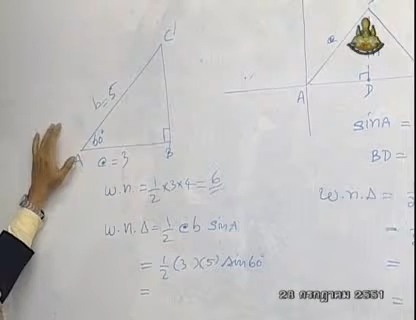 C
b=5
60°
A
B
c=3
a
A
D
พ.ท. = 1/2 x 3 x 4 = 6
พ.ท.Δ = 1/2 cb sinA
= 1/2 (3)(5) sin60°
=
sinA =
BD =
พ.ท.Δ =
=
=
=
28 กรกฎาคม 2551